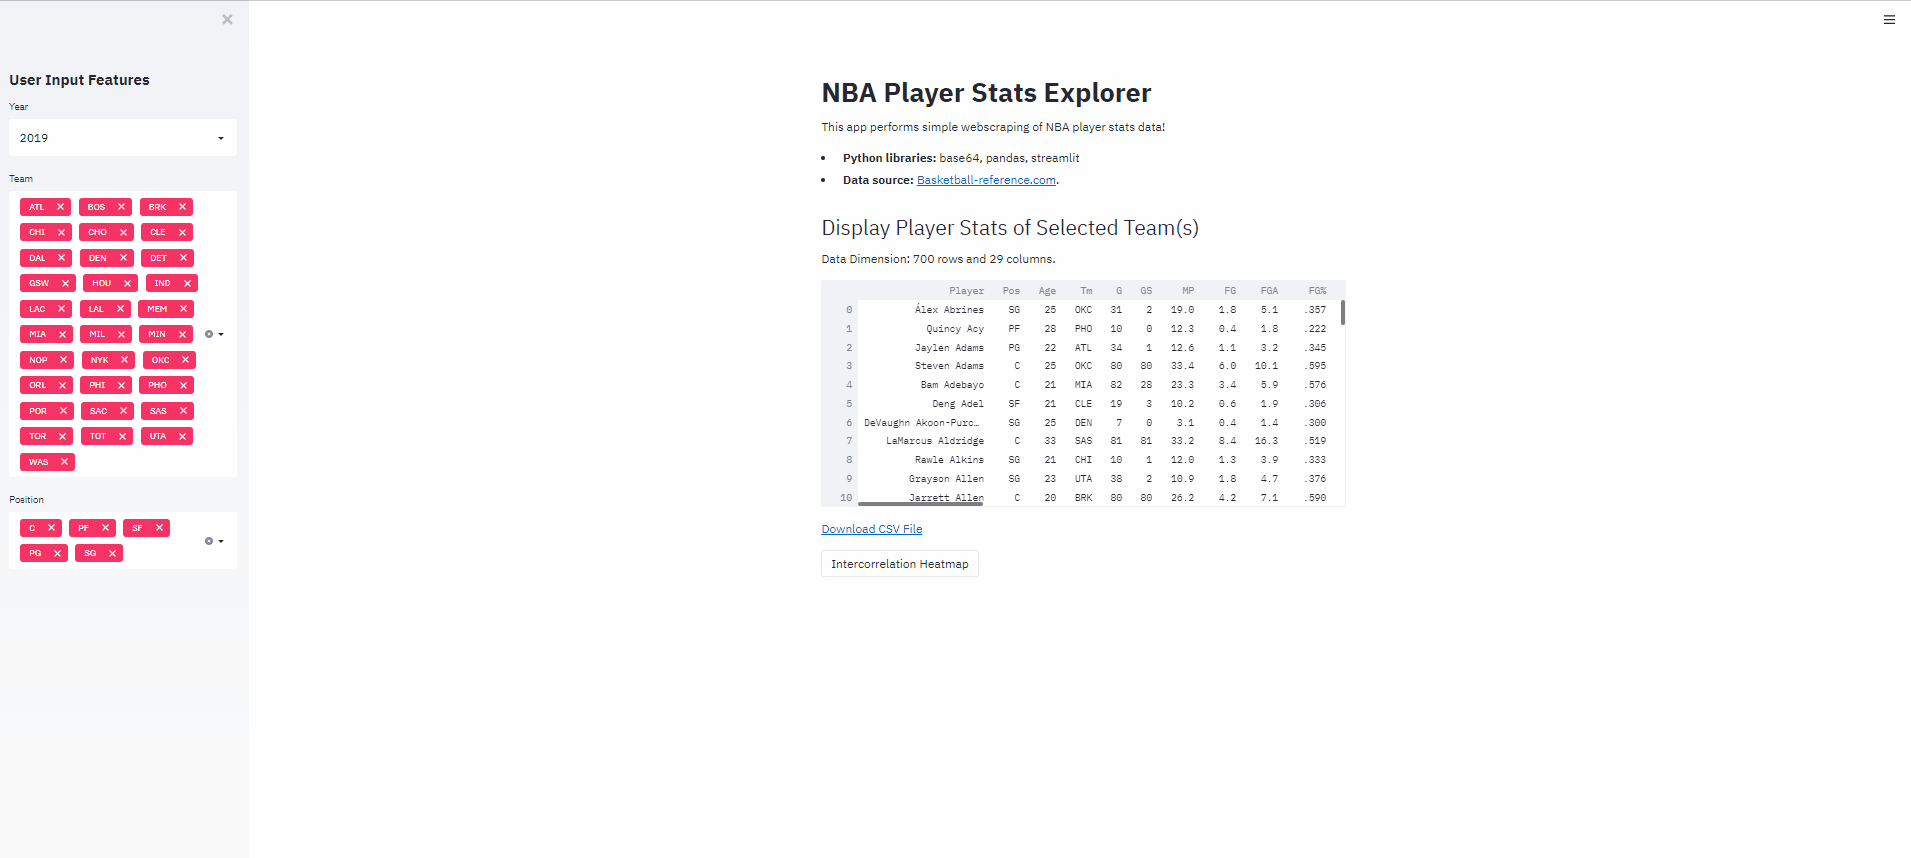 User Input Features
Year
2019
Team
ATL BOS BRK
CHI CHO CLE
DAL DEN DET
GSW HOU IND
LAC LAL MEM
MIA MIL MIN
NOP NYK OKC
ORL PHI PHO
POR SAC SAS
TOR TOT UTA
WAS
Position
C PF SF
PG SG
NBA Player Stats Explorer
This app performs simple webscraping of NBA player stats data!
• Python libraries: base64, pandas, streamlit
• Data source: Basketball-reference.com.
Display Player Stats of Selected Team(s)
Data Dimension: 700 rows and 29 columns.
Player Pos Age Tm G GS MP FG FGA FG%
0 Álex Abrines SG 25 OKC 31 2 19.0 1.8 5.1 .357
1 Quincy Acy PF 28 PHO 10 0 12.3 0.4 1.8 .222
2 Jaylen Adams PG 22 ATL 34 1 12.6 1.1 3.2 .345
3 Steven Adams C 25 OKC 80 80 33.4 6.0 10.1 .595
4 Bam Adebayo C 21 MIA 82 28 23.3 3.4 5.9 .576
5 Deng Adel SF 21 CLE 19 3 10.2 0.6 1.9 .306
6 DeVaughn Akoon-Purc… SG 25 DEN 7 0 3.1 0.4 1.4 .300
7 LaMarcus Aldridge C 33 SAS 81 81 33.2 8.4 16.3 .519
8 Rawle Alkins SG 21 CHI 10 1 12.0 1.3 3.9 .333
9 Grayson Allen SG 23 UTA 38 2 10.9 1.8 4.7 .376
10 Jarrett Allen C 20 BRK 80 80 26.2 4.2 7.1 .590
Download CSV File
Intercorrelation Heatmap